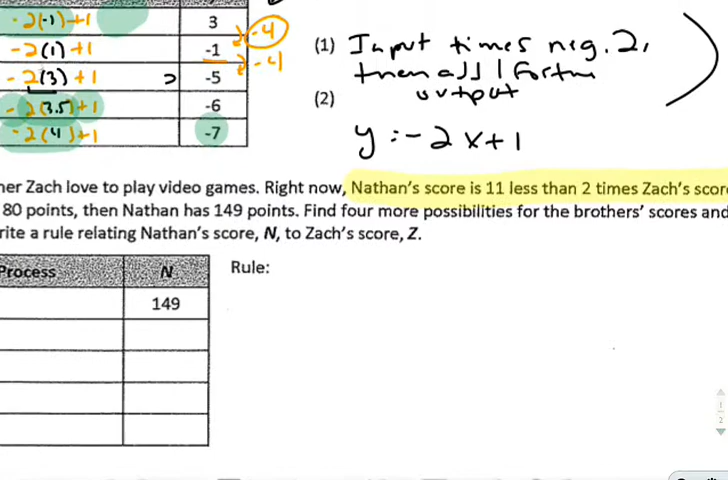 -2(-1)+1 3
-2(1)+1 -1
-2(3)+1 -5
-2(3.5)+1 -6
-2(4)+1 -7
-4
-4
(1) Input times neg. 2,
then add 1 for the
output
(2)
y = -2x+1
her Zach love to play video games. Right now, Nathan's score is 11 less than 2 times Zach's scor
80 points, then Nathan has 149 points. Find four more possibilities for the brothers' scores and
rite a rule relating Nathan's score, N, to Zach's score, Z.
Process N Rule:
149
1
2